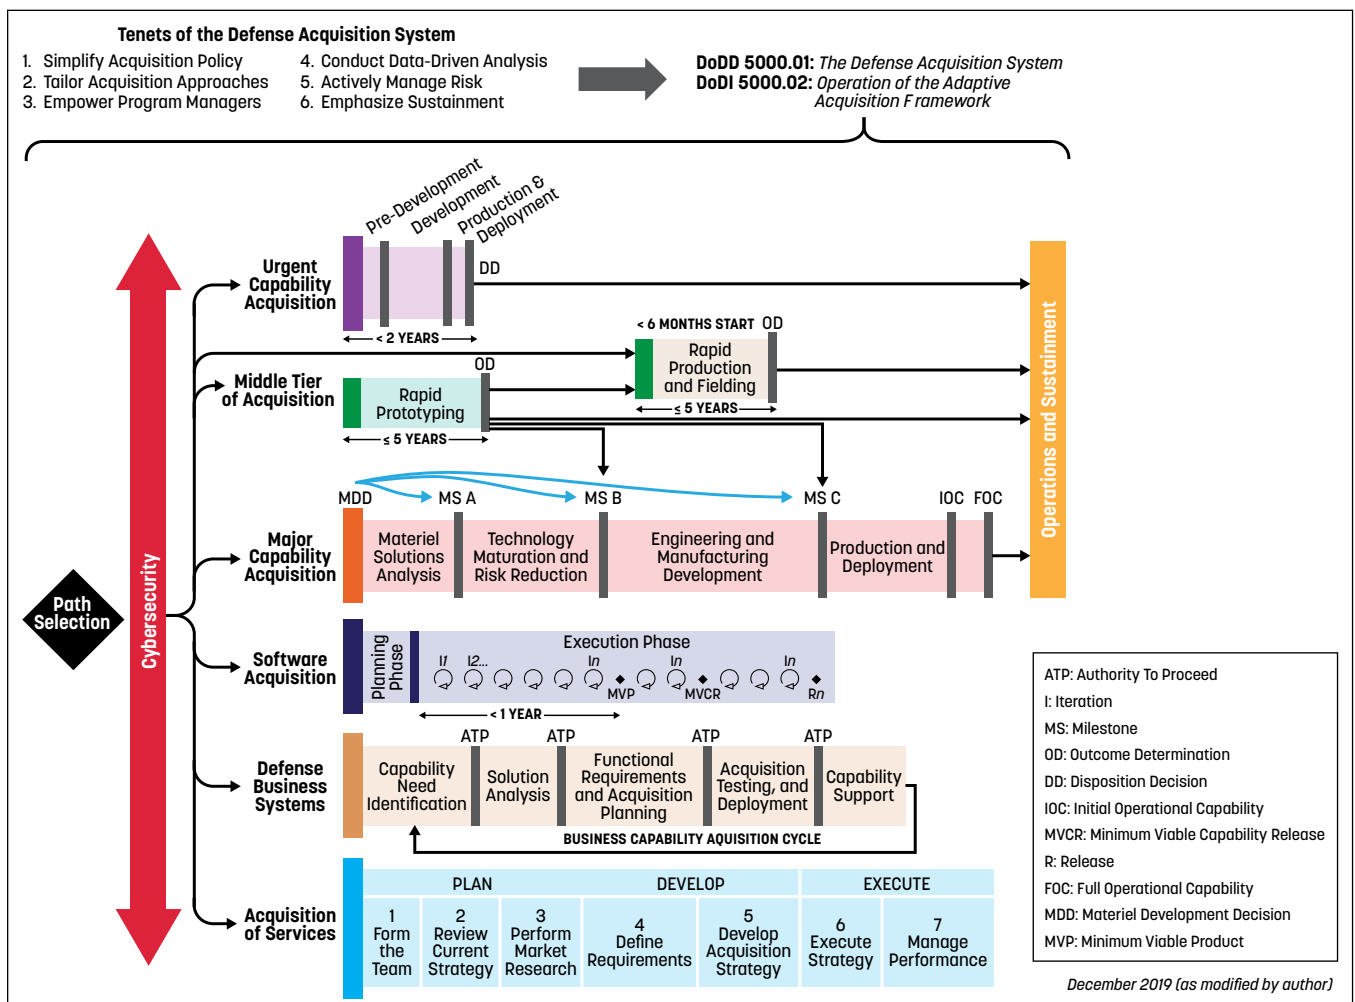 Tenets of the Defense Acquisition System
1. Simplify Acquisition Policy
2. Tailor Acquisition Approaches
3. Empower Program Managers
4. Conduct Data-Driven Analysis
5. Actively Manage Risk
6. Emphasize Sustainment
DoDD 5000.01: The Defense Acquisition System
DoDI 5000.02: Operation of the Adaptive
Acquisition Framework
Pre-Development
Development
Production &
Deployment
Urgent
Capability
Acquisition
DD
< 2 YEARS
< 6 MONTHS START
OD
Rapid
Production
and Fielding
≤ 5 YEARS
Middle Tier
of Acquisition
OD
Rapid
Prototyping
≤ 5 YEARS
Operations and Sustainment
MDD
MS A
MS B
MS C
IOC
FOC
Major
Capability
Acquisition
Materiel
Solutions
Analysis
Technology
Maturation and
Risk Reduction
Engineering and
Manufacturing
Development
Production and
Deployment
Path
Selection
Cybersecurity
Software
Acquisition
Planning
Phase
Execution Phase
I1
I2...
In
In
In
MVP
MVCR
Rn
< 1 YEAR
ATP
ATP
ATP
ATP
Defense
Business
Systems
Capability
Need
Identification
Solution
Analysis
Functional
Requirements
and Acquisition
Planning
Acquisition
Testing, and
Deployment
Capability
Support
BUSINESS CAPABILITY AQUISITION CYCLE
Acquisition
of Services
PLAN
DEVELOP
EXECUTE
1
Form
the
Team
2
Review
Current
Strategy
3
Perform
Market
Research
4
Define
Requirements
5
Develop
Acquisition
Strategy
6
Execute
Strategy
7
Manage
Performance
ATP: Authority To Proceed
I: Iteration
MS: Milestone
OD: Outcome Determination
DD: Disposition Decision
IOC: Initial Operational Capability
MVCR: Minimum Viable Capability Release
R: Release
FOC: Full Operational Capability
MDD: Materiel Development Decision
MVP: Minimum Viable Product
December 2019 (as modified by author)